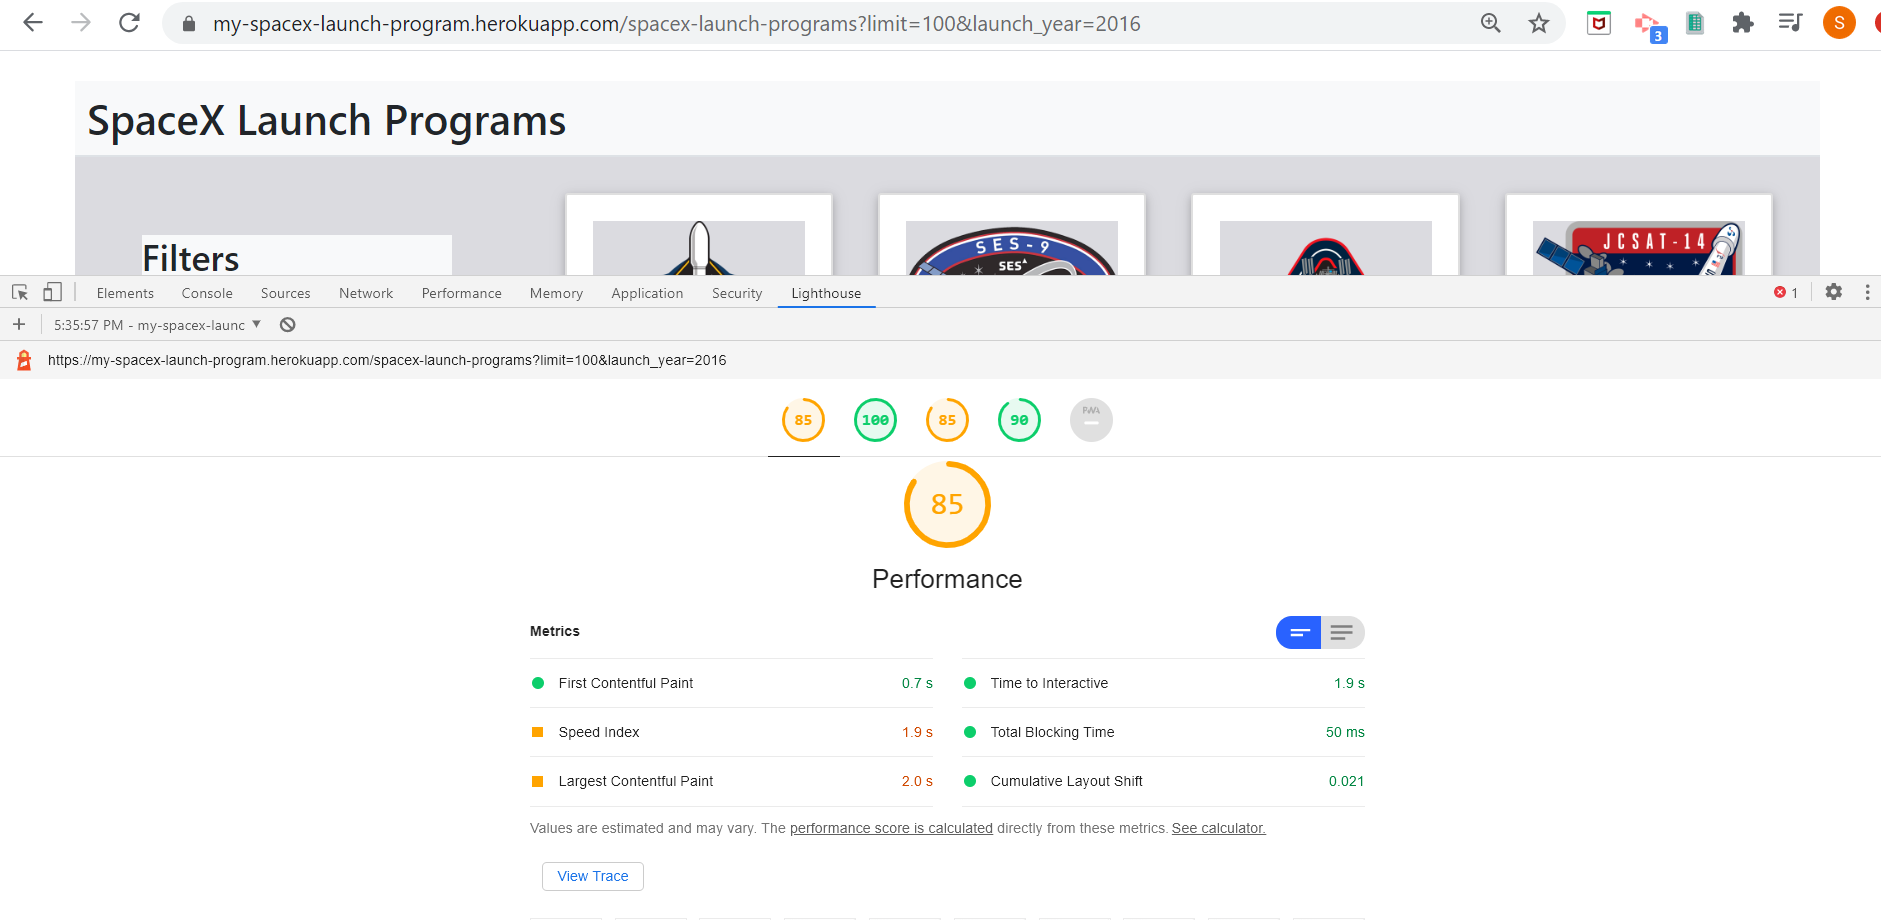 my-spacex-launch-program.herokuapp.com/spacex-launch-programs?limit=100&launch_year=2016
3
S
SpaceX Launch Programs
Filters
SES-9
SES
JCSAT-14
Elements Console Sources Network Performance Memory Application Security Lighthouse 1
5:35:57 PM - my-spacex-launc
https://my-spacex-launch-program.herokuapp.com/spacex-launch-programs?limit=100&launch_year=2016
85 100 85 90 PWA
85
Performance
Metrics
First Contentful Paint 0.7 s
Time to Interactive 1.9 s
Speed Index 1.9 s
Total Blocking Time 50 ms
Largest Contentful Paint 2.0 s
Cumulative Layout Shift 0.021
Values are estimated and may vary. The performance score is calculated directly from these metrics. See calculator.
View Trace